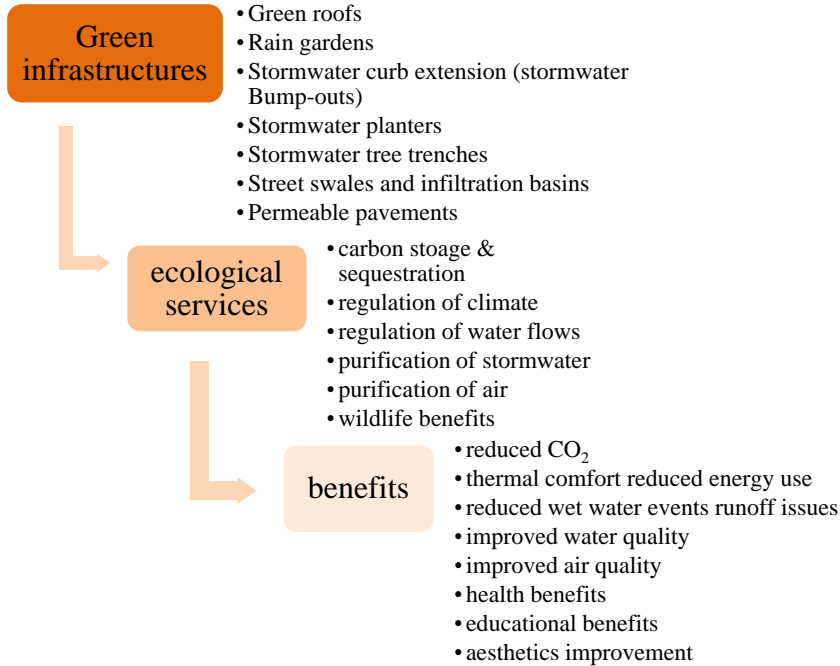 Green
infrastructures
• Green roofs
• Rain gardens
• Stormwater curb extension (stormwater
Bump-outs)
• Stormwater planters
• Stormwater tree trenches
• Street swales and infiltration basins
• Permeable pavements
ecological
services
• carbon stoage &
sequestration
• regulation of climate
• regulation of water flows
• purification of stormwater
• purification of air
• wildlife benefits
benefits
• reduced CO₂
• thermal comfort reduced energy use
• reduced wet water events runoff issues
• improved water quality
• improved air quality
• health benefits
• educational benefits
• aesthetics improvement